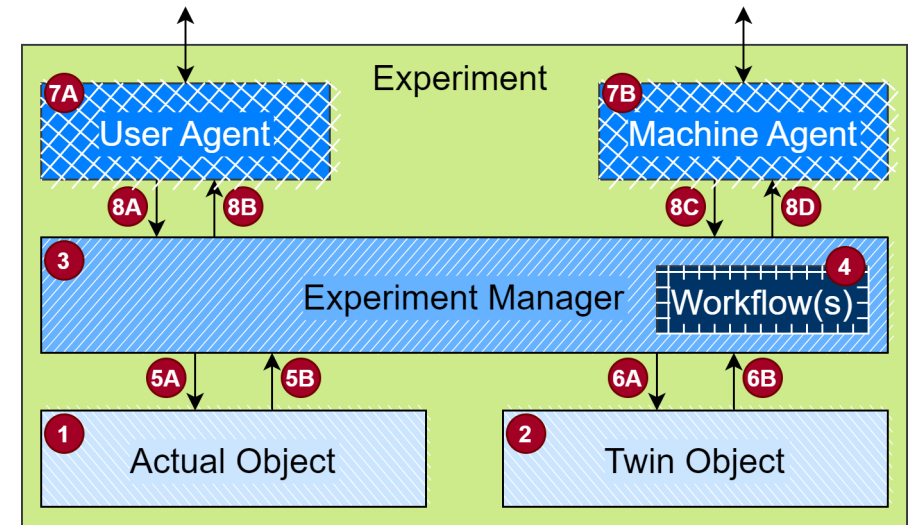 Experiment
7A
User Agent
7B
Machine Agent
8A
8B
8C
8D
3
Experiment Manager
4
Workflow(s)
5A
5B
6A
6B
1
Actual Object
2
Twin Object